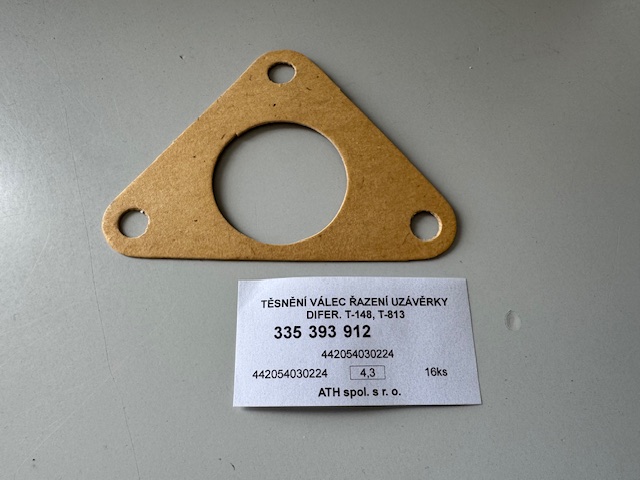 TĚSNĚNÍ VÁLEC ŘAZENÍ UZÁVĚRKY
DIFER. T-148, T-813
335 393 912
442054030224
442054030224 4,3 16ks
ATH spol. s r. o.